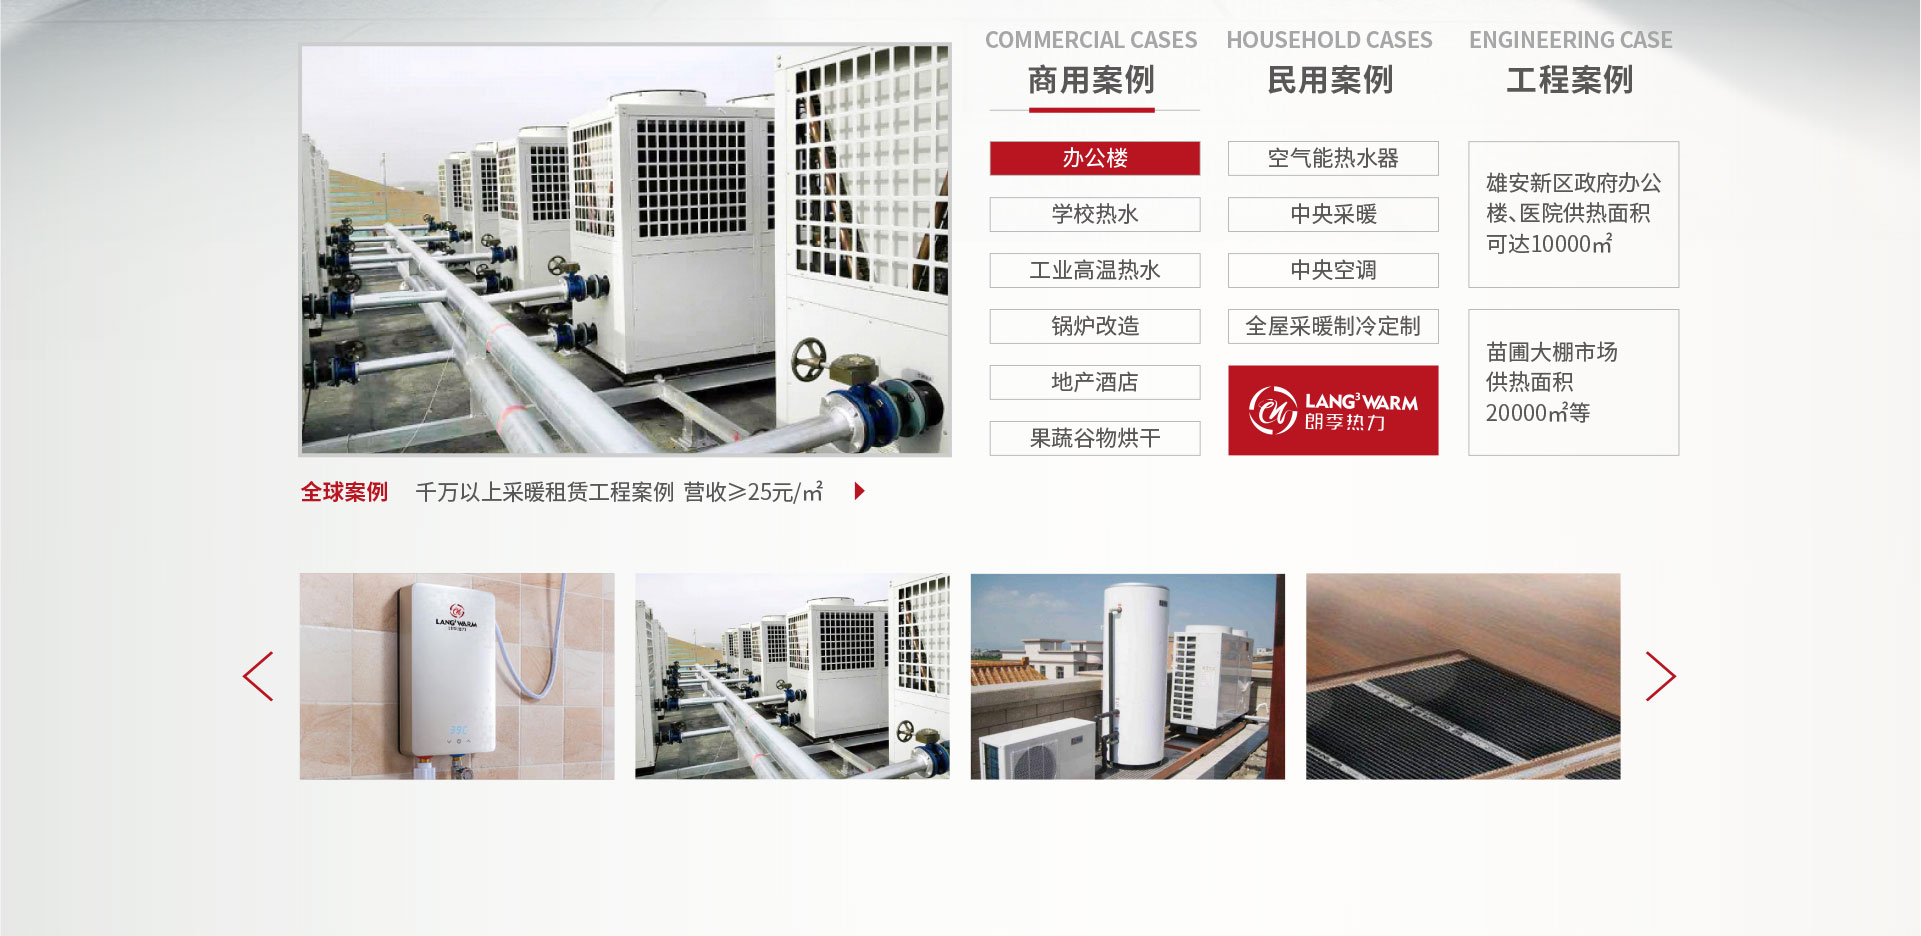 COMMERCIAL CASES
商用案例
办公楼
学校热水
工业高温热水
锅炉改造
地产酒店
果蔬谷物烘干
HOUSEHOLD CASES
民用案例
空气能热水器
中央采暖
中央空调
全屋采暖制冷定制
LANG³WARM
朗季热力
ENGINEERING CASE
工程案例
雄安新区政府办公
楼、医院供热面积
可达10000㎡
苗圃大棚市场
供热面积
20000㎡等
全球案例 千万以上采暖租赁工程案例 营收≥25元/㎡
LANG³WARM